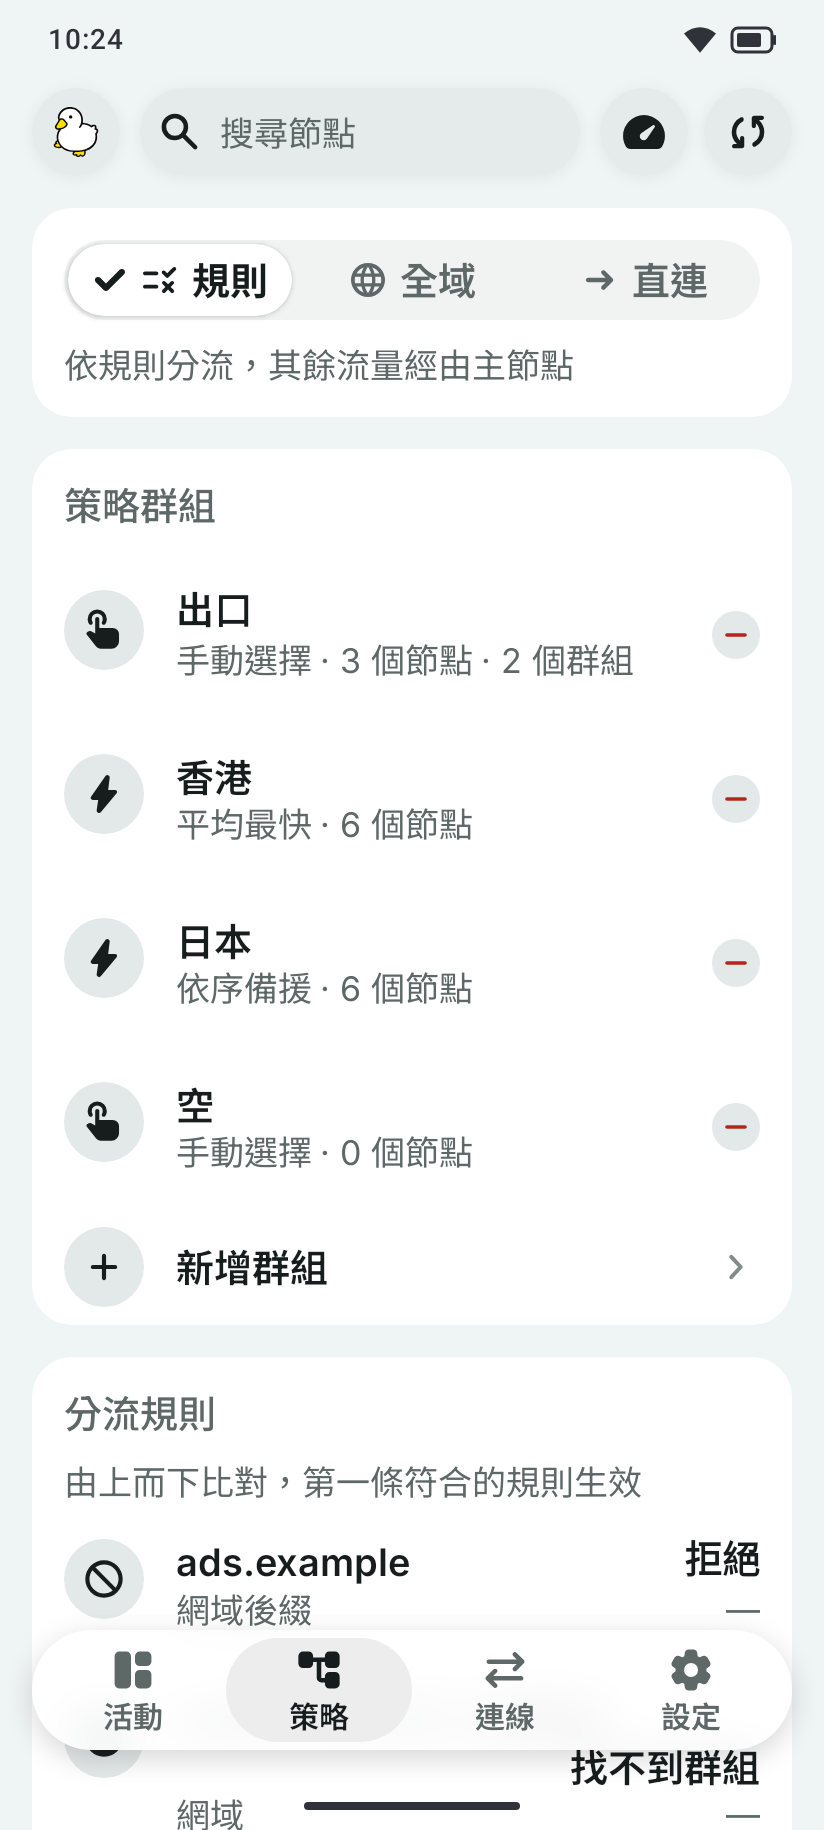 10:24
搜尋節點
規則
全域
直連
依規則分流，其餘流量經由主節點
策略群組
出口
手動選擇 · 3 個節點 · 2 個群組
香港
平均最快 · 6 個節點
日本
依序備援 · 6 個節點
空
手動選擇 · 0 個節點
新增群組
分流規則
由上而下比對，第一條符合的規則生效
ads.example
拒絕
網域後綴
—
活動
策略
連線
設定
找不到群組
網域
—